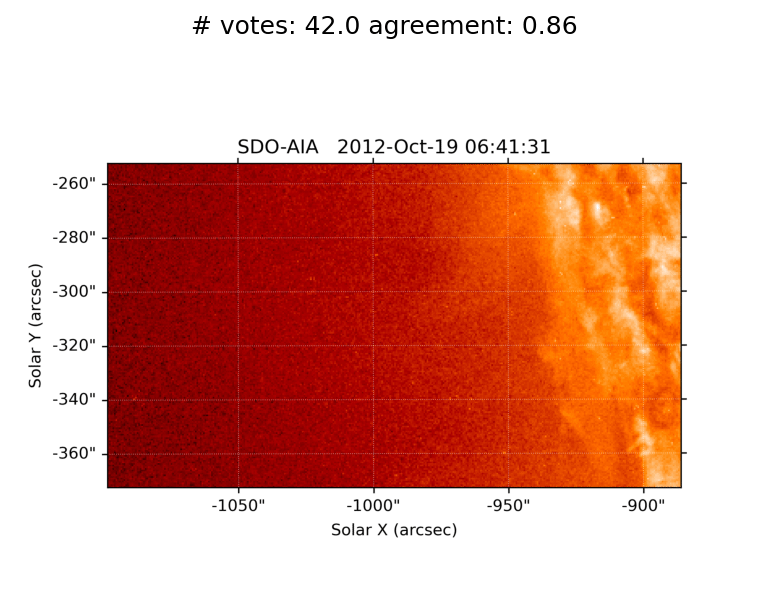 # votes: 42.0 agreement: 0.86
SDO-AIA 2012-Oct-19 06:41:31
-260"
-280"
-300"
-320"
-340"
-360"
Solar Y (arcsec)
-1050" -1000" -950" -900"
Solar X (arcsec)